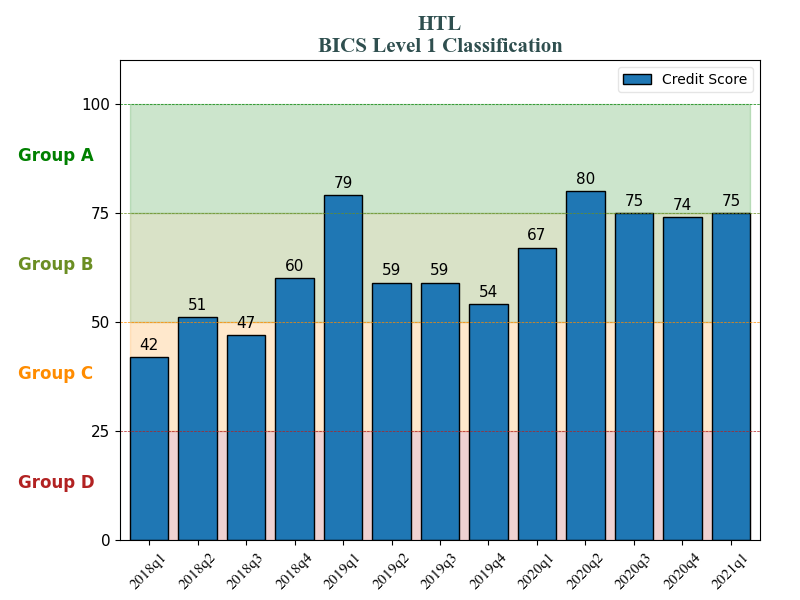 HTL
BICS Level 1 Classification
Credit Score
100
75
50
25
0
Group A
Group B
Group C
Group D
42
51
47
60
79
59
59
54
67
80
75
74
75
2018q1
2018q2
2018q3
2018q4
2019q1
2019q2
2019q3
2019q4
2020q1
2020q2
2020q3
2020q4
2021q1